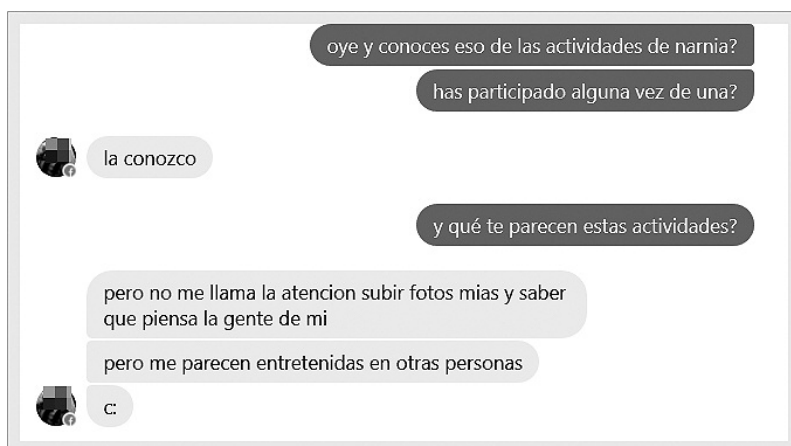 oye y conoces eso de las actividades de narnia?
has participado alguna vez de una?
la conozco
y qué te parecen estas actividades?
pero no me llama la atencion subir fotos mias y saber
que piensa la gente de mi
pero me parecen entretenidas en otras personas
c: